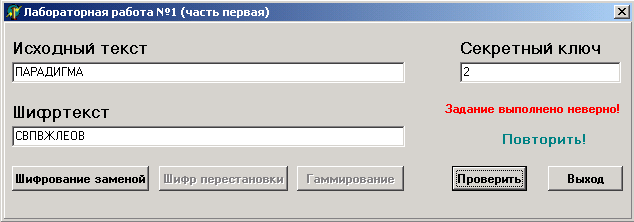 Лабораторная работа №1 (часть первая)
Исходный текст
Секретный ключ
ПАРАДИГМА
2
Шифртекст
Задание выполнено неверно!
СВПВЖЛЕОВ
Повторить!
Шифрование заменой
Шифр перестановки
Гаммирование
Проверить
Выход